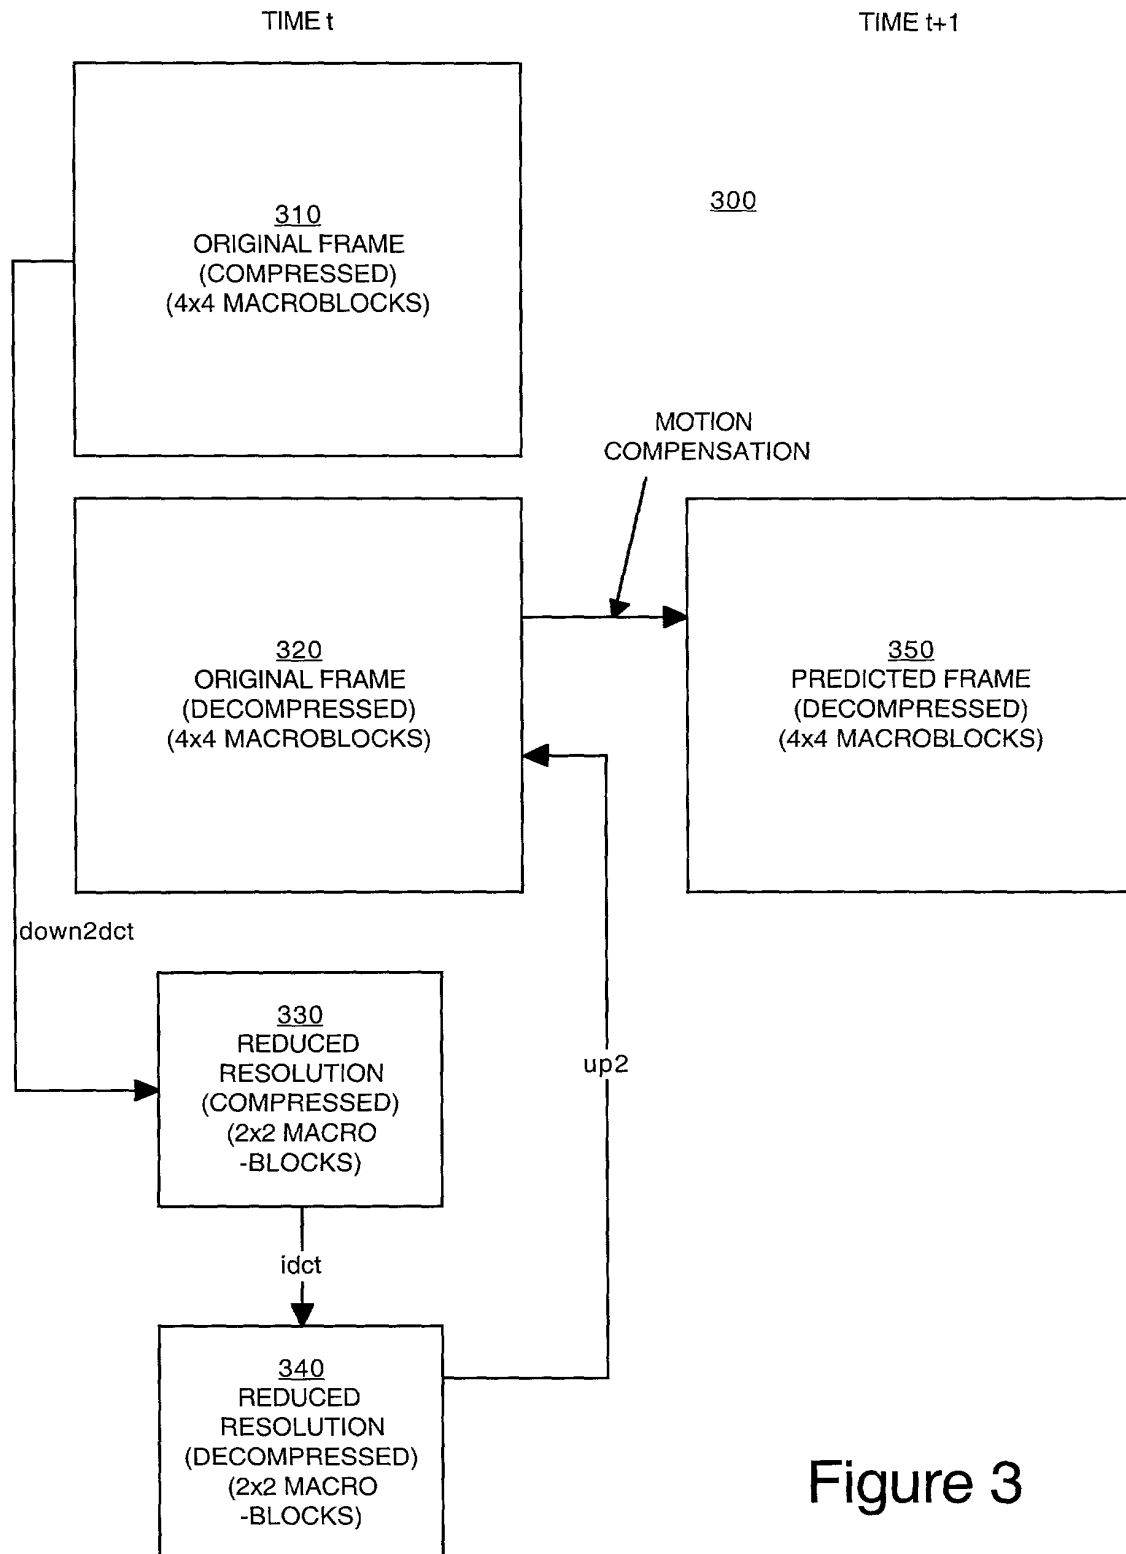 TIME t
TIME t+1
310
ORIGINAL FRAME
(COMPRESSED)
(4x4 MACROBLOCKS)
300
MOTION
COMPENSATION
320
ORIGINAL FRAME
(DECOMPRESSED)
(4x4 MACROBLOCKS)
350
PREDICTED FRAME
(DECOMPRESSED)
(4x4 MACROBLOCKS)
down2dct
330
REDUCED
RESOLUTION
(COMPRESSED)
(2x2 MACRO
-BLOCKS)
up2
idct
340
REDUCED
RESOLUTION
(DECOMPRESSED)
(2x2 MACRO
-BLOCKS)
Figure 3